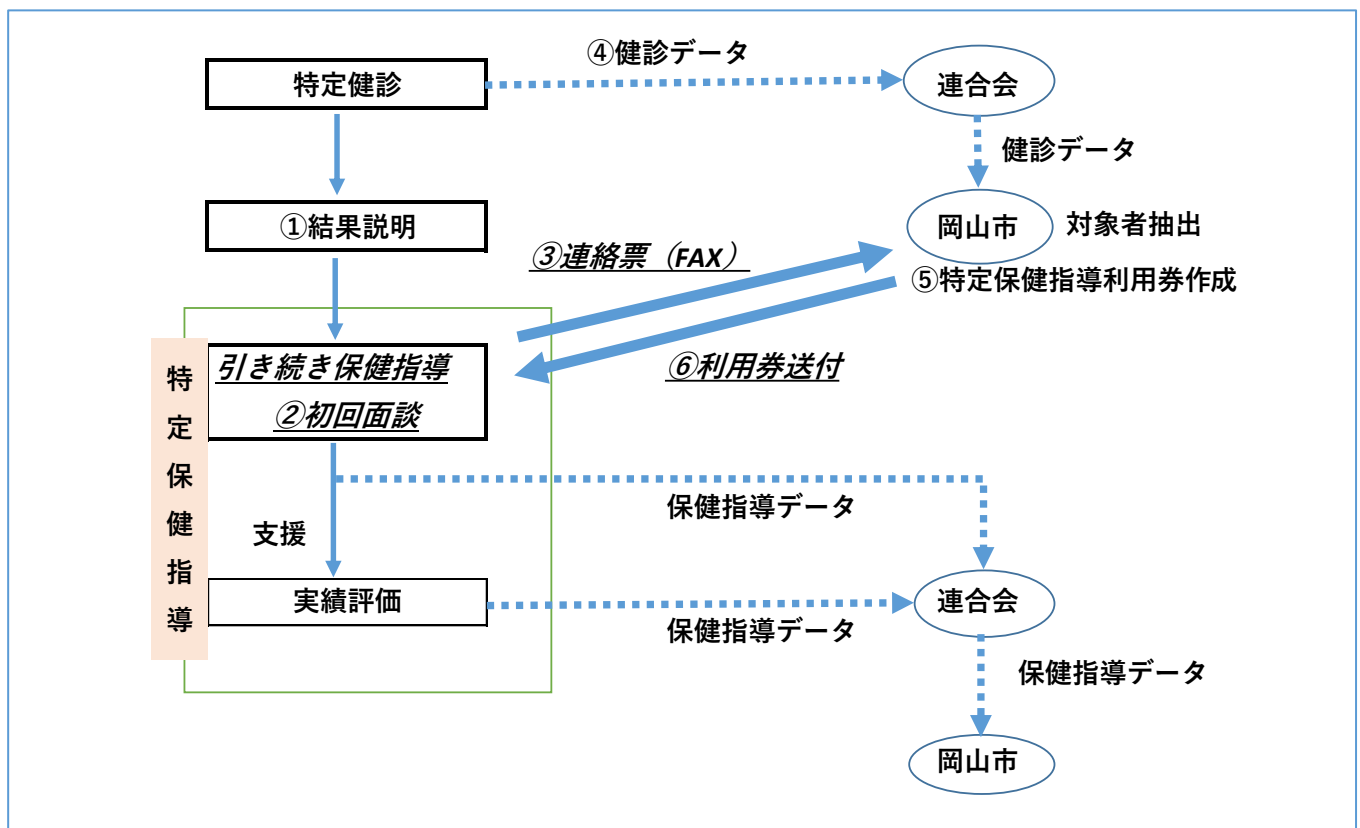 ④健診データ
特定健診
連合会
健診データ
①結果説明
岡山市
対象者抽出
③連絡票（FAX）
⑤特定保健指導利用券作成
特定保健指導
引き続き保健指導
②初回面談
⑥利用券送付
保健指導データ
支援
実績評価
連合会
保健指導データ
保健指導データ
岡山市